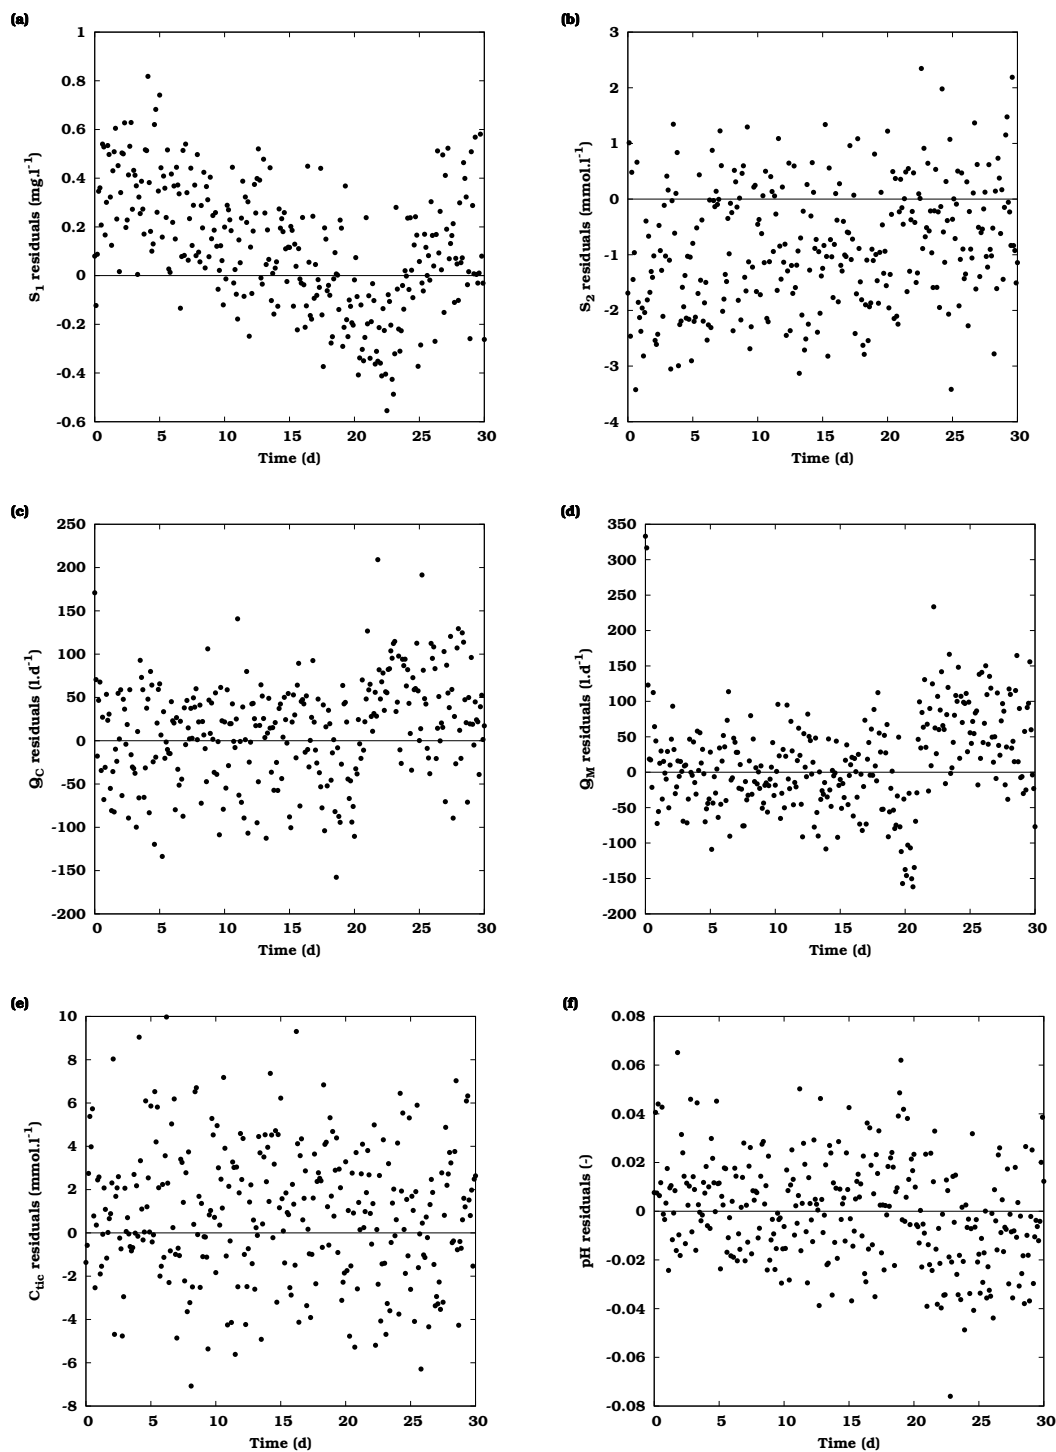 (a)
1
0.8
0.6
0.4
0.2
0
-0.2
-0.4
-0.6
S1 residuals (mg.l-1)
0 5 10 15 20 25 30
Time (d)
(b)
3
2
1
0
-1
-2
-3
-4
S2 residuals (mmol.l-1)
0 5 10 15 20 25 30
Time (d)
(c)
250
200
150
100
50
0
-50
-100
-150
-200
gC residuals (l.d-1)
0 5 10 15 20 25 30
Time (d)
(d)
350
300
250
200
150
100
50
0
-50
-100
-150
-200
gM residuals (l.d-1)
0 5 10 15 20 25 30
Time (d)
(e)
10
8
6
4
2
0
-2
-4
-6
-8
Ctic residuals (mmol.l-1)
0 5 10 15 20 25 30
Time (d)
(f)
0.08
0.06
0.04
0.02
0
-0.02
-0.04
-0.06
-0.08
pH residuals (-)
0 5 10 15 20 25 30
Time (d)